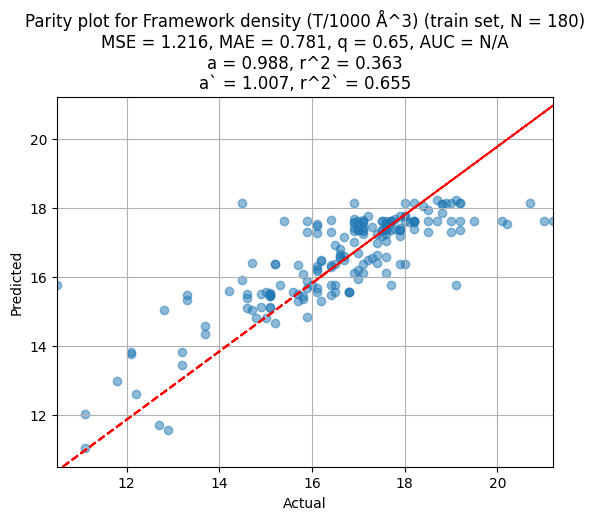 Parity plot for Framework density (T/1000 Å^3) (train set, N = 180)
MSE = 1.216, MAE = 0.781, q = 0.65, AUC = N/A
a = 0.988, r^2 = 0.363
a` = 1.007, r^2` = 0.655
20
18
16
14
12
Predicted
12 14 16 18 20
Actual